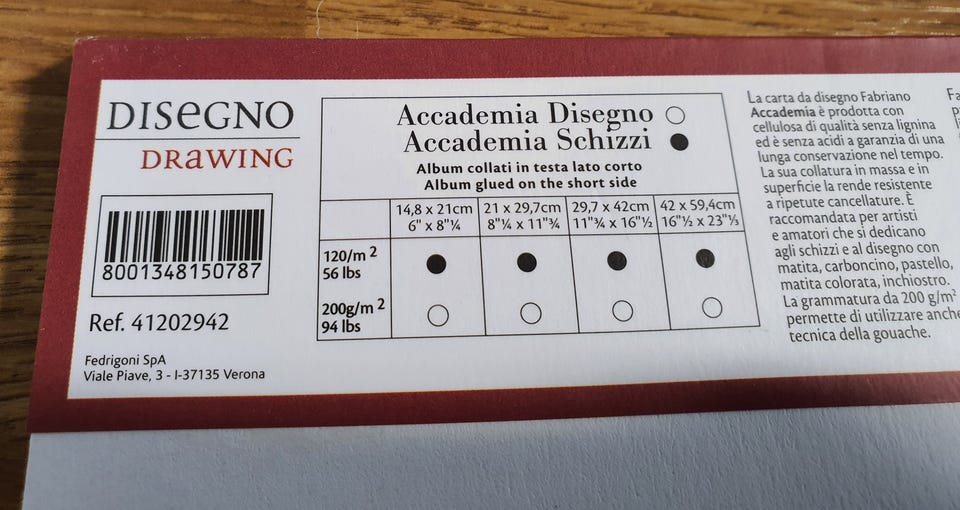 DISEGNO
DRAWING
8001348150787
Ref. 41202942
Fedrigoni SpA
Viale Piave, 3 - I-37135 Verona
Accademia Disegno ○
Accademia Schizzi ●
Album collati in testa lato corto
Album glued on the short side
14,8 x 21cm 21 x 29,7cm 29,7 x 42cm 42 x 59,4cm
6" x 8"¼ 8"¼ x 11"¾ 11"¾ x 16"½ 16"½ x 23"⅓
120/m² ● ● ● ●
56 lbs
200g/m² ○ ○ ○ ○
94 lbs
La carta da disegno Fabriano
Accademia è prodotta con
cellulosa di qualità senza lignina
ed è senza acidi a garanzia di una
lunga conservazione nel tempo.
La sua collatura in massa e in
superficie la rende resistente
a ripetute cancellature. È
raccomandata per artisti
e amatori che si dedicano
agli schizzi e al disegno con
matita, carboncino, pastello,
matita colorata, inchiostro.
La grammatura da 200 g/m²
permette di utilizzare anche
tecnica della gouache.